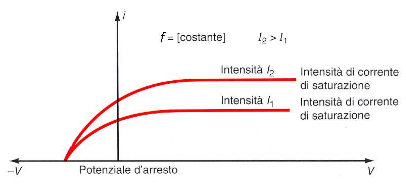 i
f = [costante] I2 > I1
Intensità I2
Intensità di corrente
di saturazione
Intensità I1
Intensità di corrente
di saturazione
–V
Potenziale d'arresto
V